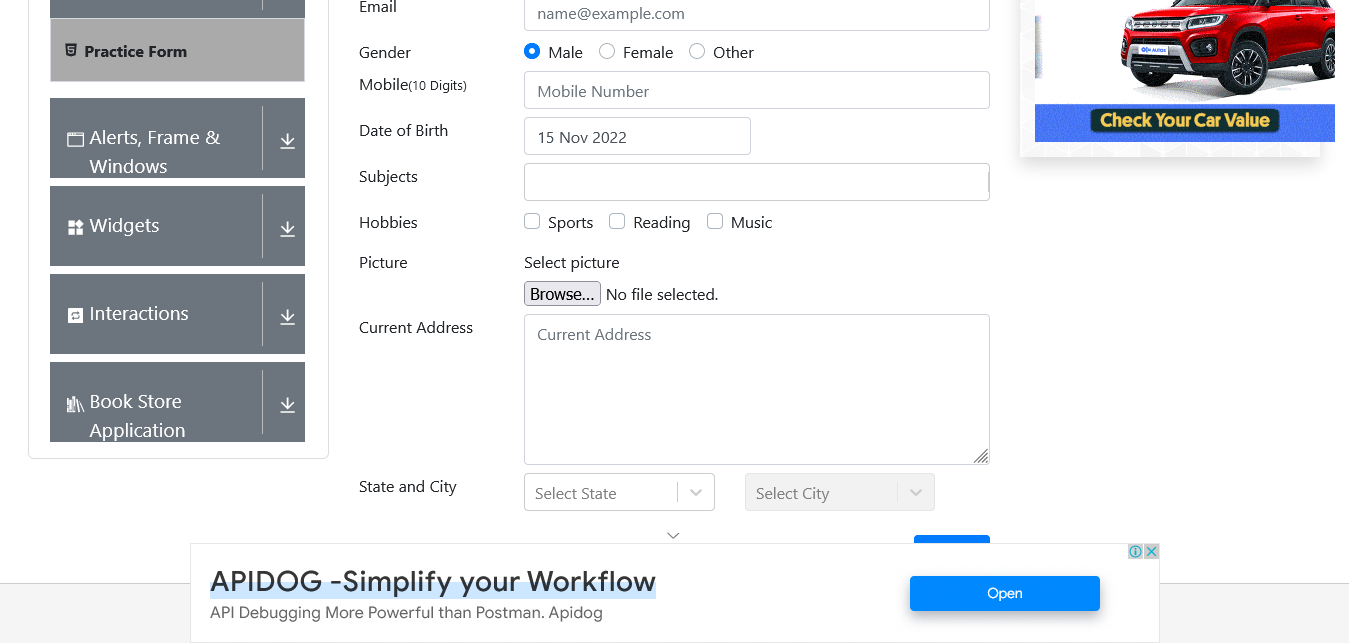 Practice Form
Alerts, Frame &
Windows
Widgets
Interactions
Book Store
Application
Email
name@example.com
Gender
Male
Female
Other
Mobile(10 Digits)
Mobile Number
Date of Birth
15 Nov 2022
Subjects
Hobbies
Sports
Reading
Music
Picture
Select picture
Browse... No file selected.
Current Address
Current Address
State and City
Select State
Select City
Check Your Car Value
APIDOG -Simplify your Workflow
API Debugging More Powerful than Postman. Apidog
Open